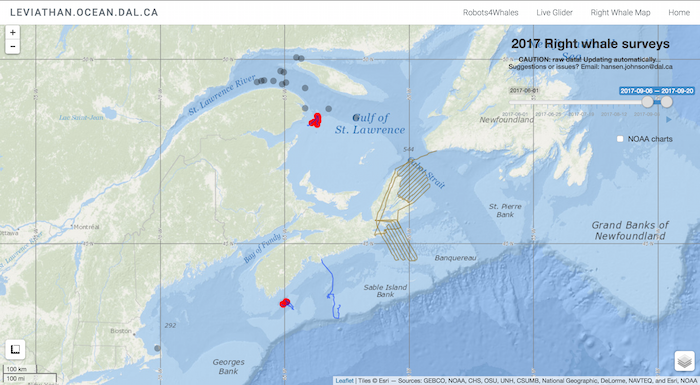 LEVIATHAN.OCEAN.DAL.CA
Robots4Whales Live Glider Right Whale Map Home
+
−
2017 Right whale surveys
CAUTION: raw data! Updating automatically...
Suggestions or issues? Email: hansen.johnson@dal.ca
2017-06-01
2017-09-06 — 2017-09-20
NOAA charts
St. Lawrence River
Lac Saint-Jean
Gulf of
St. Lawrence
Newfoundland
544
Cabot Strait
St. Pierre
Bank
Grand Banks of
Newfoundland
St. Lawrence River
Montréal
Bay of Fundy
Banquereau
Sable Island
Bank
292
Boston
Georges
Bank
100 km
100 mi
Leaflet | Tiles © Esri — Sources: GEBCO, NOAA, CHS, OSU, UNH, CSUMB, National Geographic, DeLorme, NAVTEQ, and Esri, NOAA